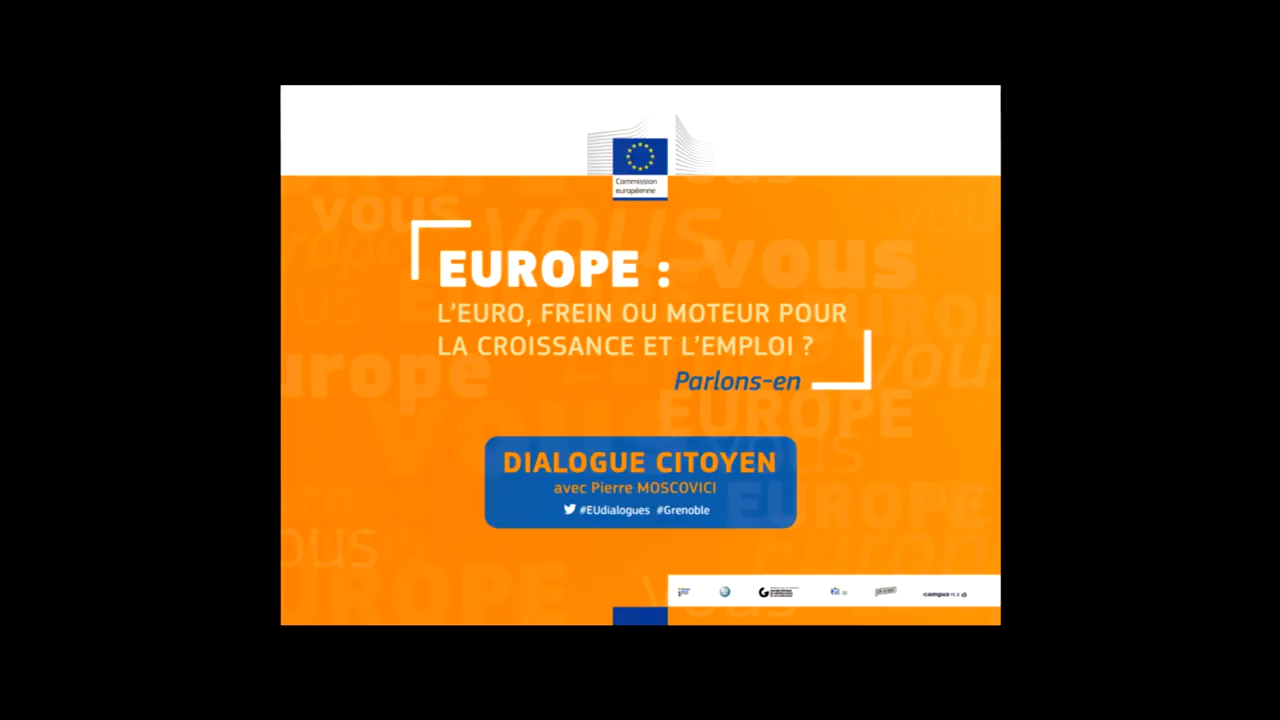 Commission
européenne
EUROPE :
L'EURO, FREIN OU MOTEUR POUR
LA CROISSANCE ET L'EMPLOI ?
Parlons-en
DIALOGUE CITOYEN
avec Pierre MOSCOVICI
#EUdialogues #Grenoble
campus